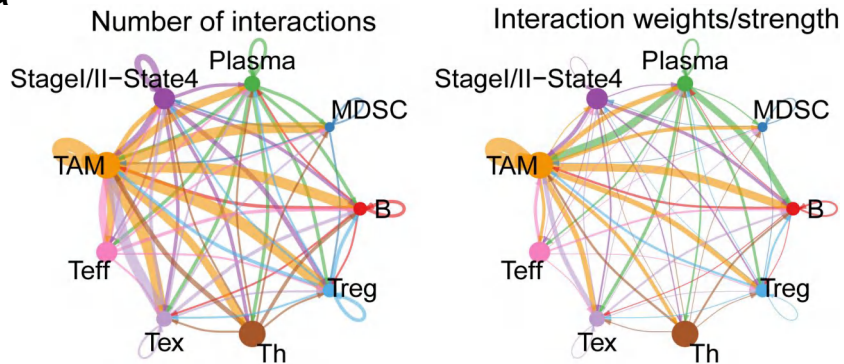 a
Number of interactions
Plasma
StageI/II−State4
MDSC
TAM
B
Teff
Treg
Tex
Th
Interaction weights/strength
Plasma
StageI/II−State4
MDSC
TAM
B
Teff
Treg
Tex
Th